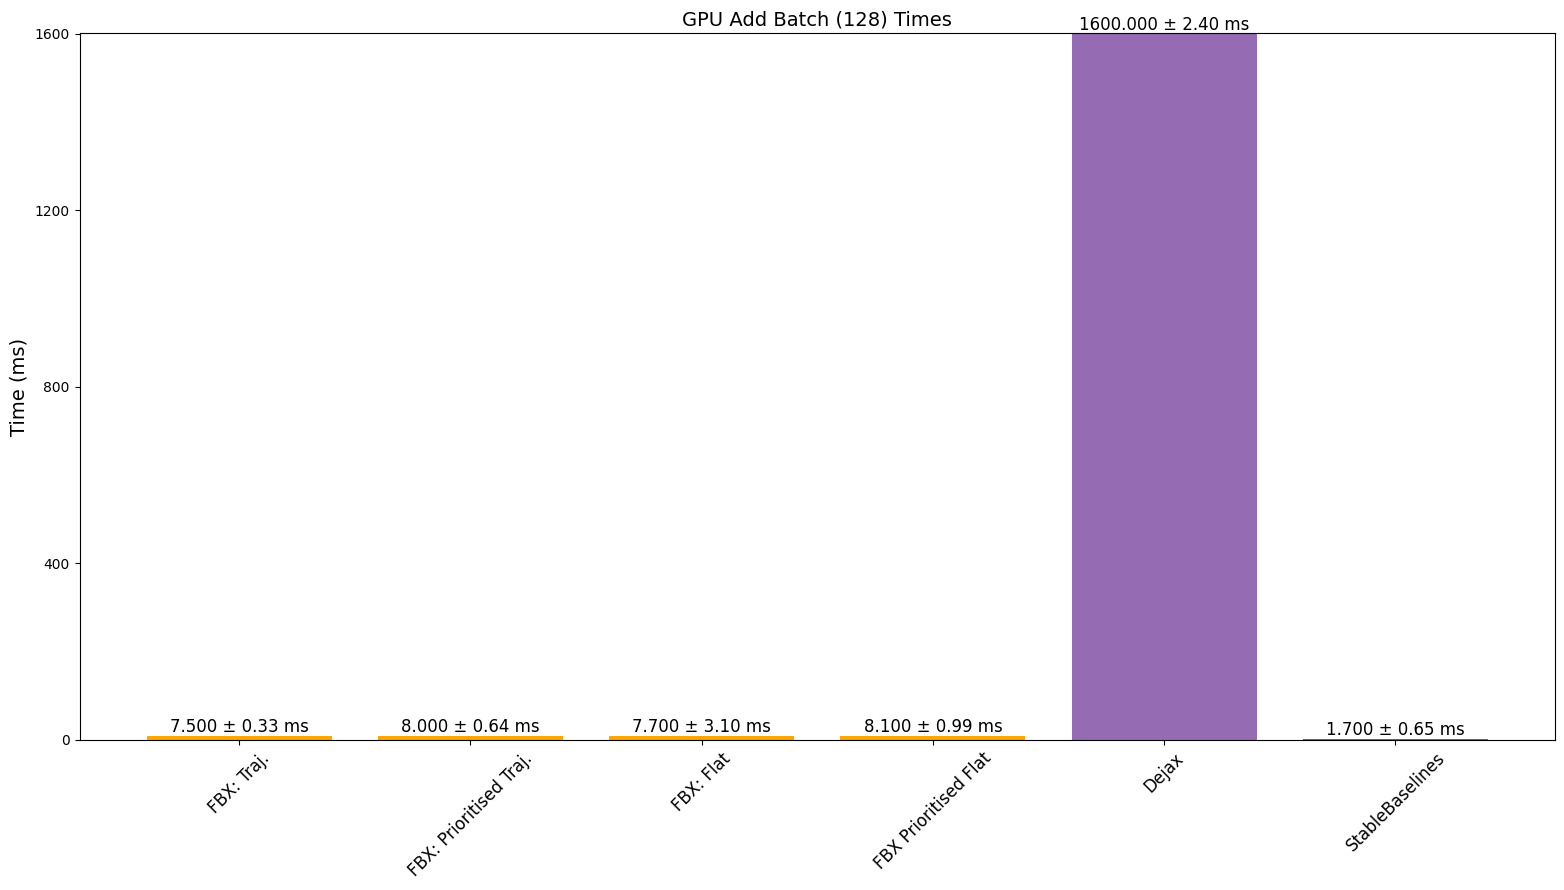 GPU Add Batch (128) Times
1600.000 ± 2.40 ms
1600
1200
800
400
0
Time (ms)
7.500 ± 0.33 ms
8.000 ± 0.64 ms
7.700 ± 3.10 ms
8.100 ± 0.99 ms
1.700 ± 0.65 ms
FBX: Traj.
FBX: Prioritised Traj.
FBX: Flat
FBX Prioritised Flat
Dejax
StableBaselines